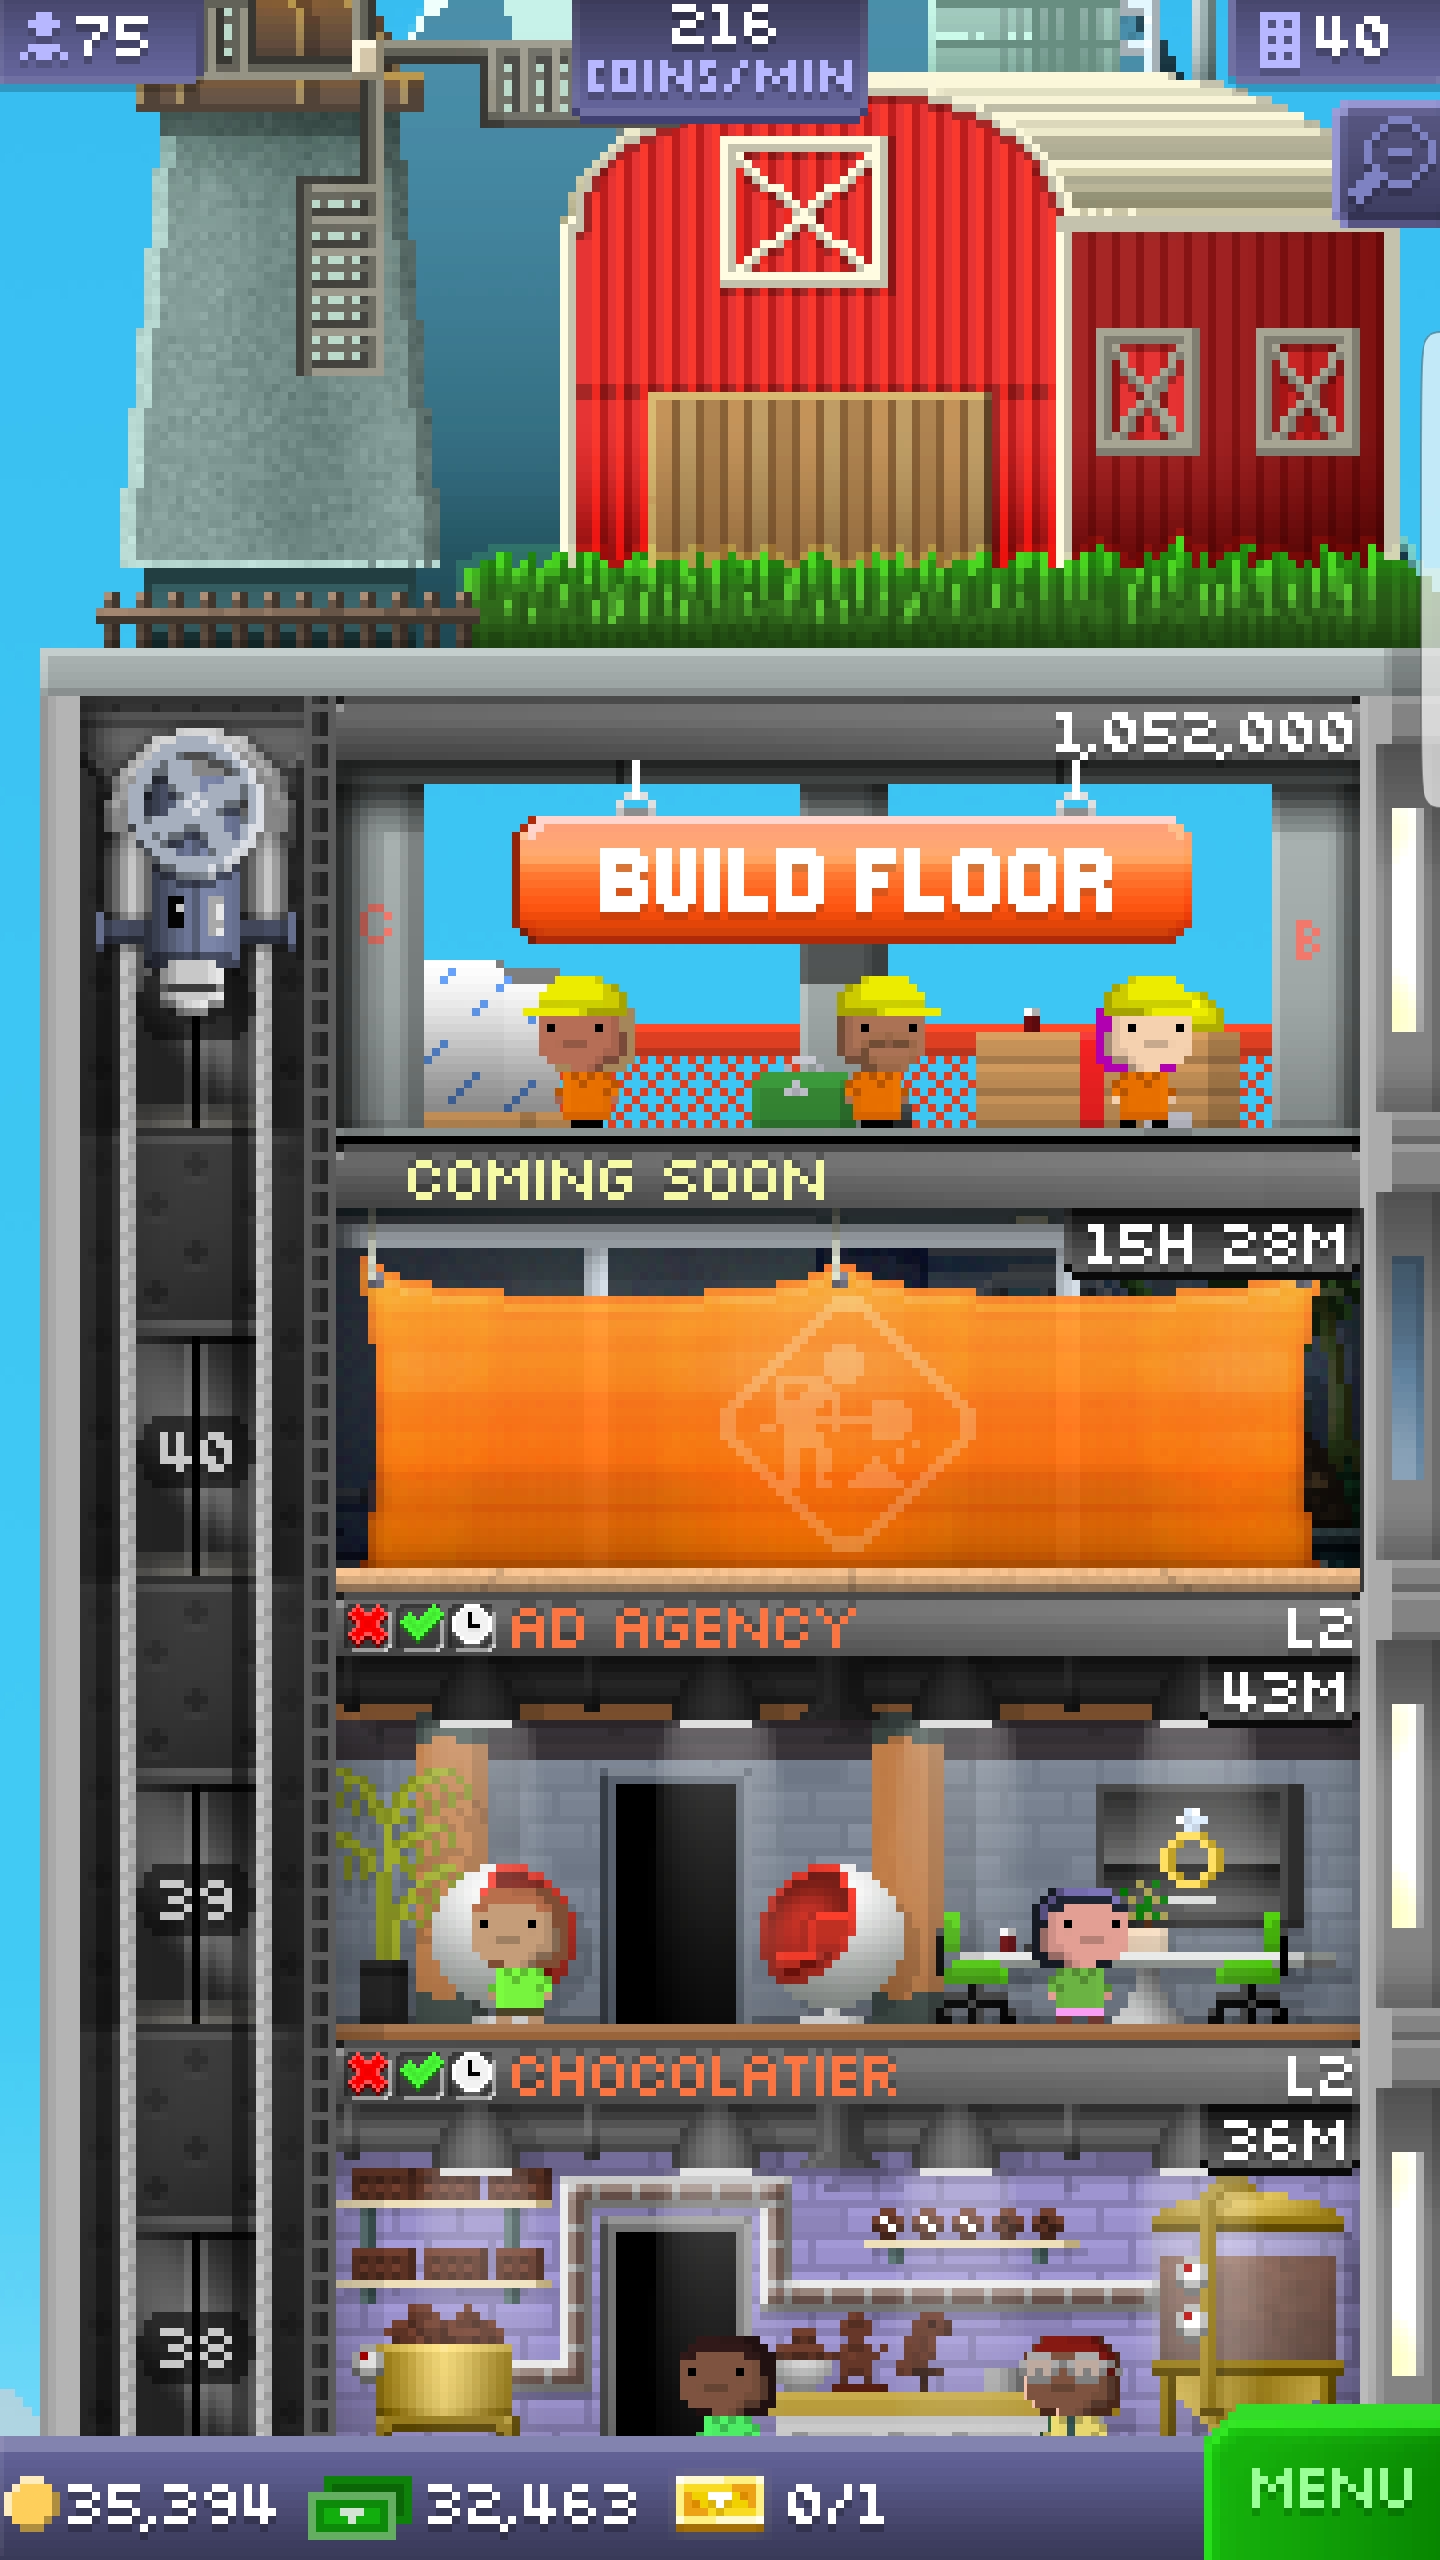 75
216
COINS/MIN
40
1,052,000
BUILD FLOOR
C
B
COMING SOON
15H 28M
40
AD AGENCY L2
43M
39
CHOCOLATIER L2
36M
38
35,394 32,463 0/1
MENU